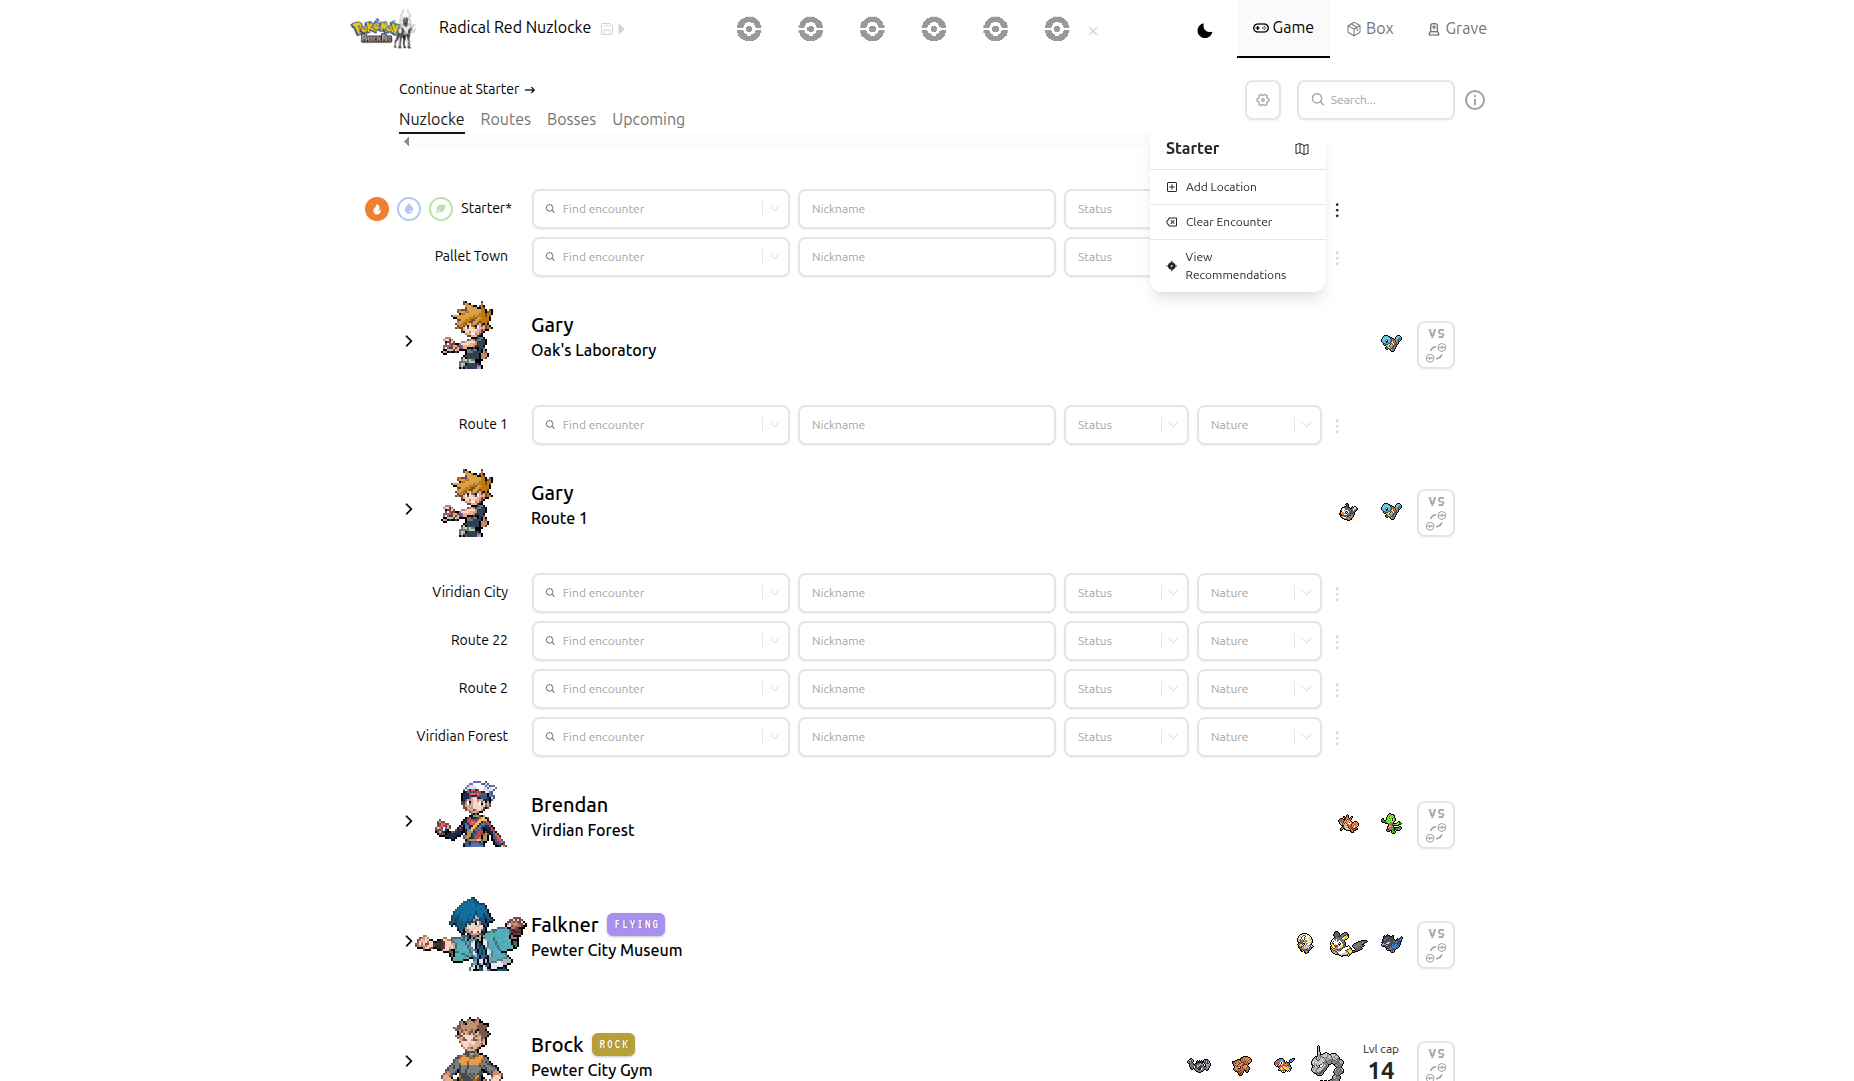 Pokémon
Radical Red Nuzlocke
Game
Box
Grave
Continue at Starter →
Nuzlocke
Routes
Bosses
Upcoming
Search...
Starter
Add Location
Clear Encounter
View
Recommendations
Starter*
Find encounter
Nickname
Status
Pallet Town
Find encounter
Nickname
Status
Gary
Oak's Laboratory
VS
Route 1
Find encounter
Nickname
Status
Nature
Gary
Route 1
VS
Viridian City
Find encounter
Nickname
Status
Nature
Route 22
Find encounter
Nickname
Status
Nature
Route 2
Find encounter
Nickname
Status
Nature
Viridian Forest
Find encounter
Nickname
Status
Nature
Brendan
Virdian Forest
VS
Falkner
FLYING
Pewter City Museum
VS
Brock
ROCK
Pewter City Gym
Lvl cap
14
VS